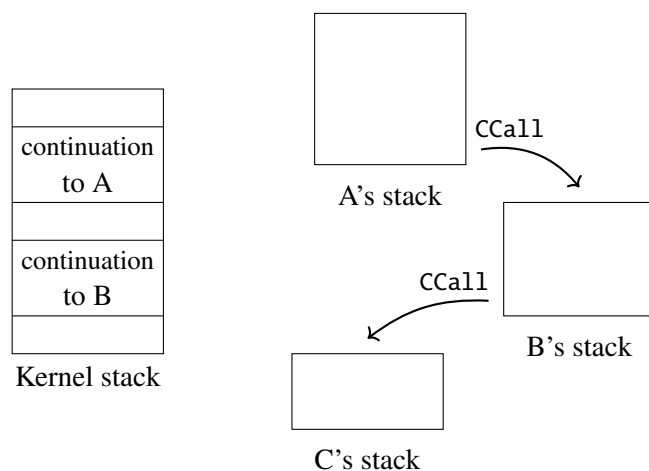 continuation
to A
continuation
to B
Kernel stack
CCall
A's stack
CCall
B's stack
C's stack